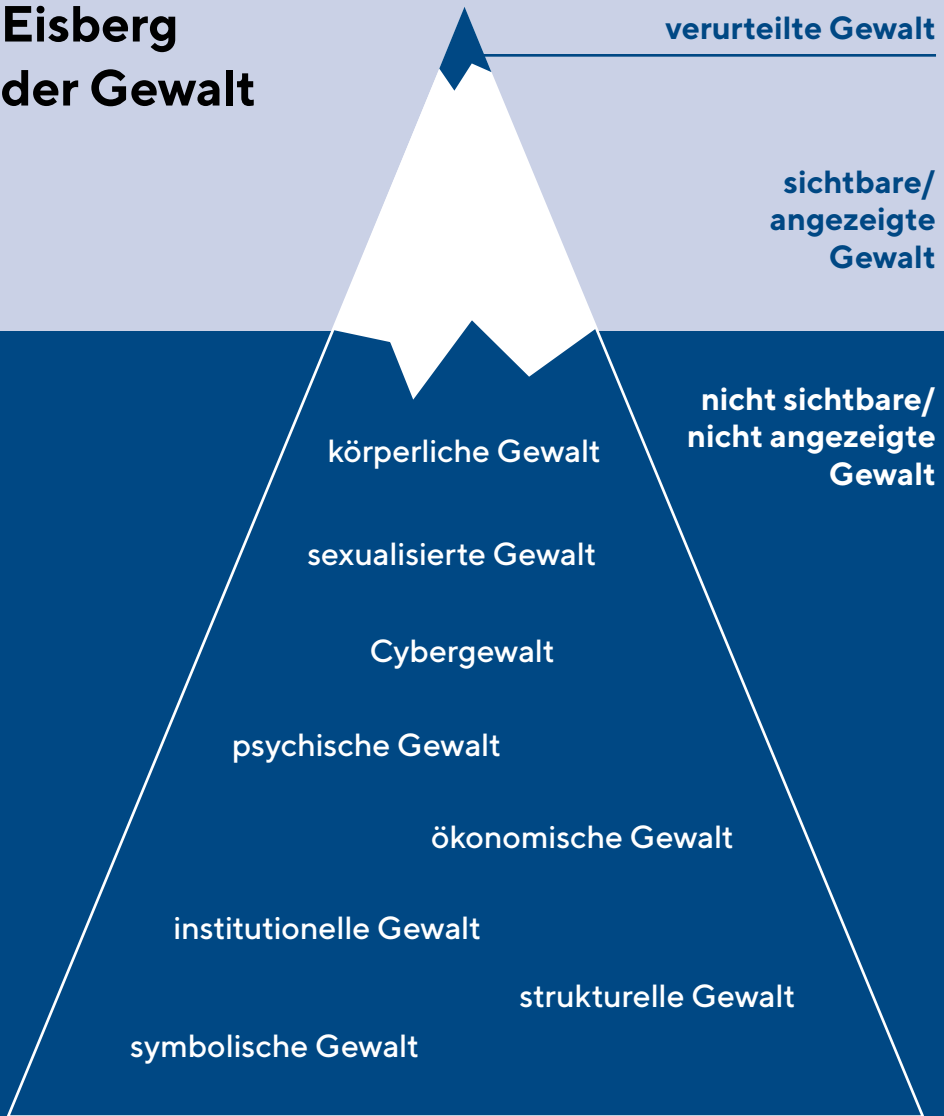 Eisberg
der Gewalt
verurteilte Gewalt
sichtbare/
angezeigte
Gewalt
nicht sichtbare/
nicht angezeigte
Gewalt
körperliche Gewalt
sexualisierte Gewalt
Cybergewalt
psychische Gewalt
ökonomische Gewalt
institutionelle Gewalt
strukturelle Gewalt
symbolische Gewalt